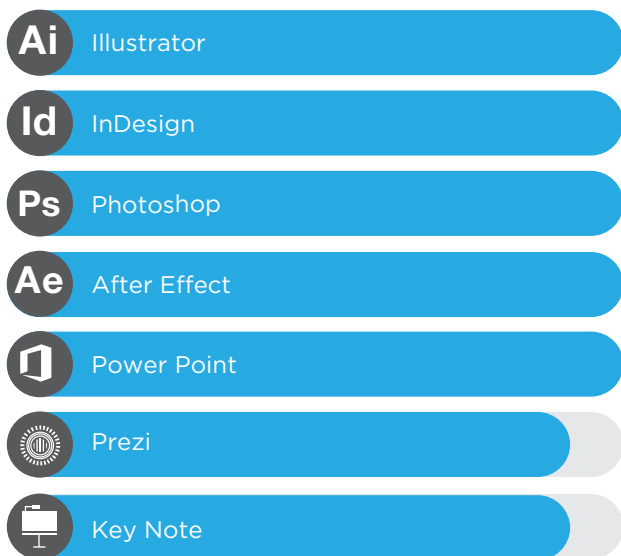 Ai Illustrator
Id InDesign
Ps Photoshop
Ae After Effect
Power Point
Prezi
Key Note